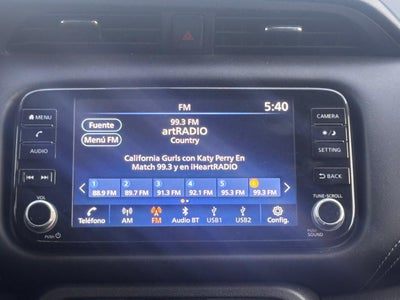 FM
5:40
MENU
AUDIO
VOL
PUSH
Fuente
Menú FM
99.3 FM
artRADIO
Country
California Gurls con Katy Perry En
Match 99.3 y en iHeartRADIO
1 2 3 4 5 6
88.9 FM 89.7 FM 91.3 FM 92.1 FM 95.3 FM 99.3 FM
Teléfono AM FM Bluetooth BT USB1 USB2 Config.
CAMERA
SETTING
BACK
TUNE·SCROLL
PUSH
SOUND